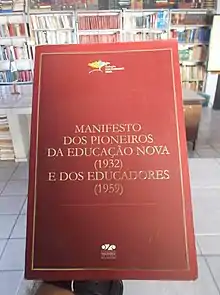 MANIFESTO
DOS PIONEIROS
DA EDUCAÇÃO NOVA
(1932)
E DOS EDUCADORES
(1959)